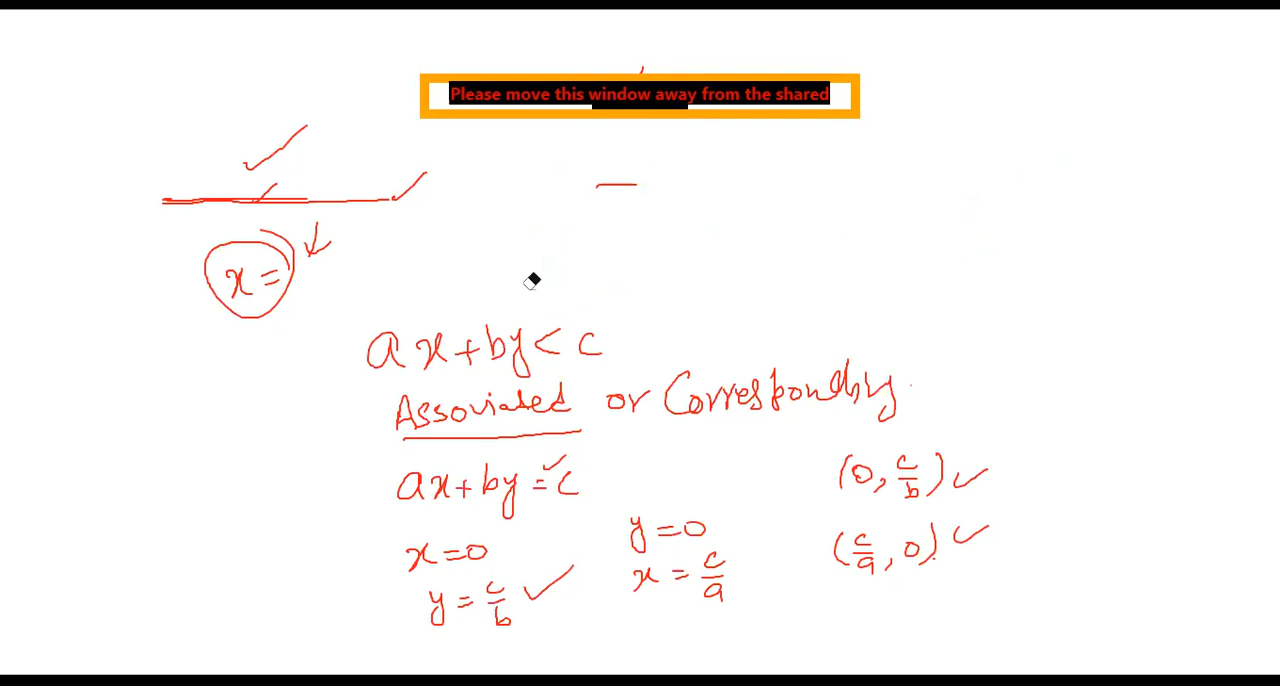 Please move this window away from the shared
x =
ax + by < c
Associated or Corresponding
ax + by = c
(0, c/b)
x = 0
y = 0
(c/a, 0)
y = c/b
x = c/a